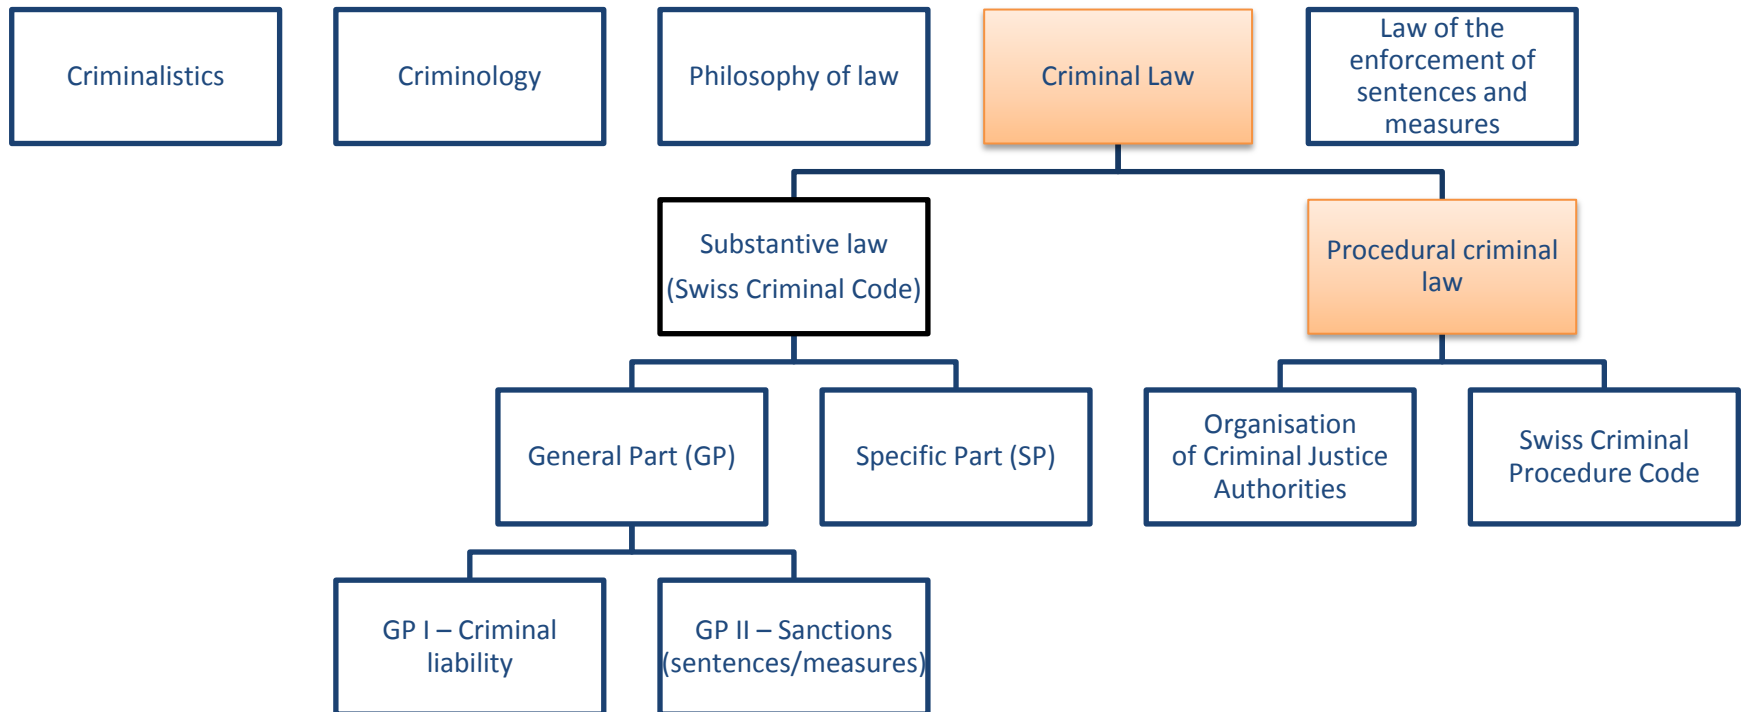 Criminalistics
Criminology
Philosophy of law
Criminal Law
Law of the
enforcement of
sentences and
measures
Substantive law
(Swiss Criminal Code)
Procedural criminal
law
General Part (GP)
Specific Part (SP)
Organisation
of Criminal Justice
Authorities
Swiss Criminal
Procedure Code
GP I – Criminal
liability
GP II – Sanctions
(sentences/measures)